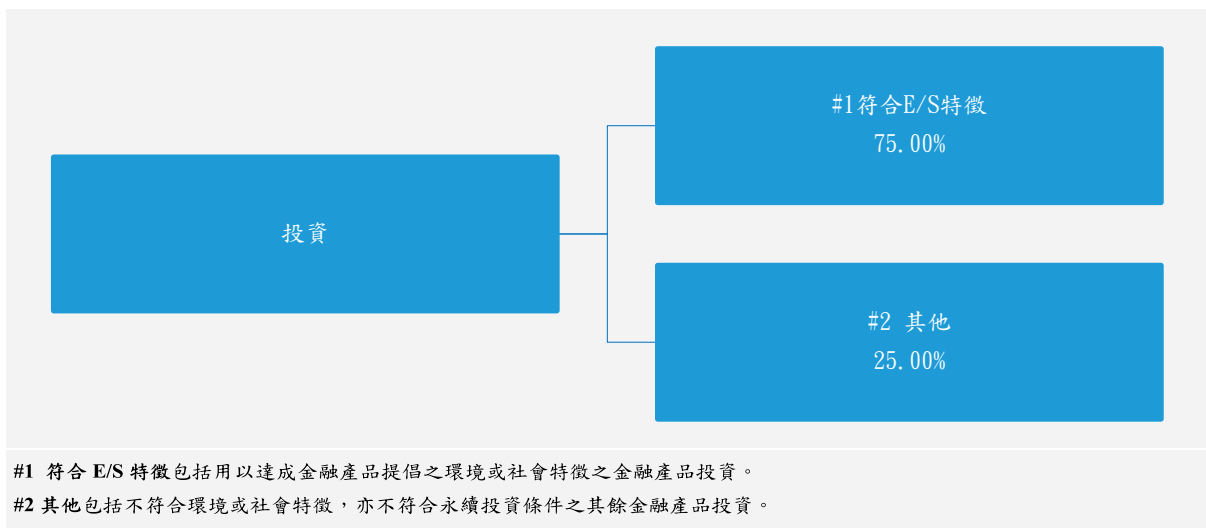 投資
#1符合E/S特徵
75.00%
#2 其他
25.00%
#1 符合 E/S 特徵包括用以達成金融產品提倡之環境或社會特徵之金融產品投資。
#2 其他包括不符合環境或社會特徵，亦不符合永續投資條件之其餘金融產品投資。